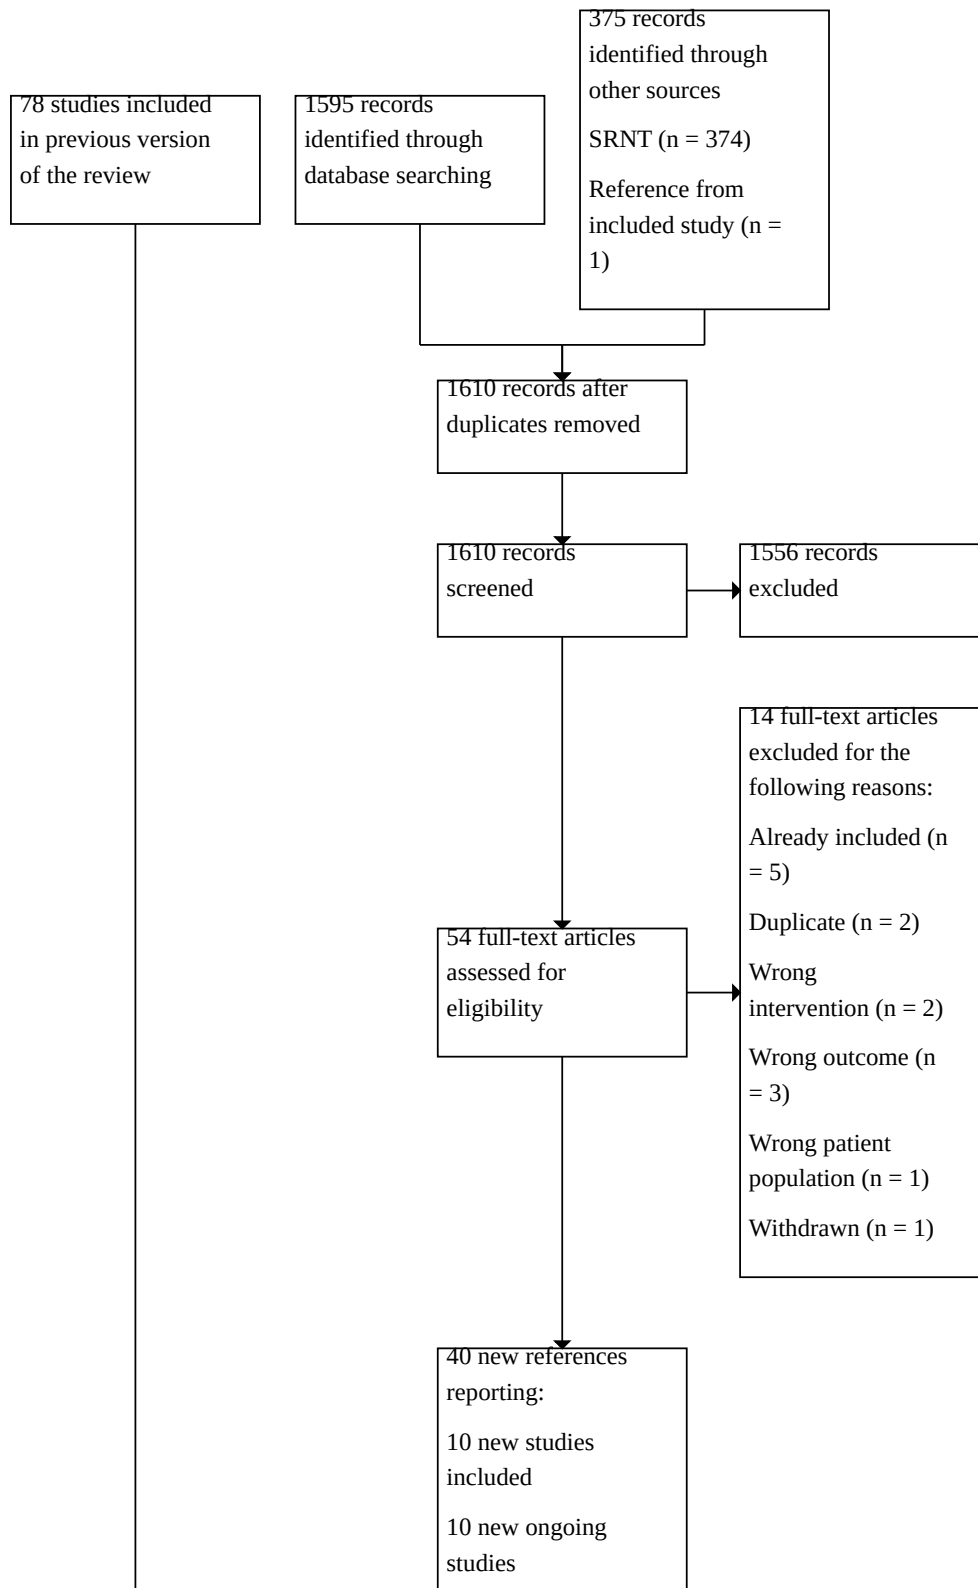 78 studies included
in previous version
of the review
1595 records
identified through
database searching
375 records
identified through
other sources
SRNT (n = 374)
Reference from
included study (n =
1)
1610 records after
duplicates removed
1610 records
screened
1556 records
excluded
54 full-text articles
assessed for
eligibility
14 full-text articles
excluded for the
following reasons:
Already included (n
= 5)
Duplicate (n = 2)
Wrong
intervention (n = 2)
Wrong outcome (n
= 3)
Wrong patient
population (n = 1)
Withdrawn (n = 1)
40 new references
reporting:
10 new studies
included
10 new ongoing
studies